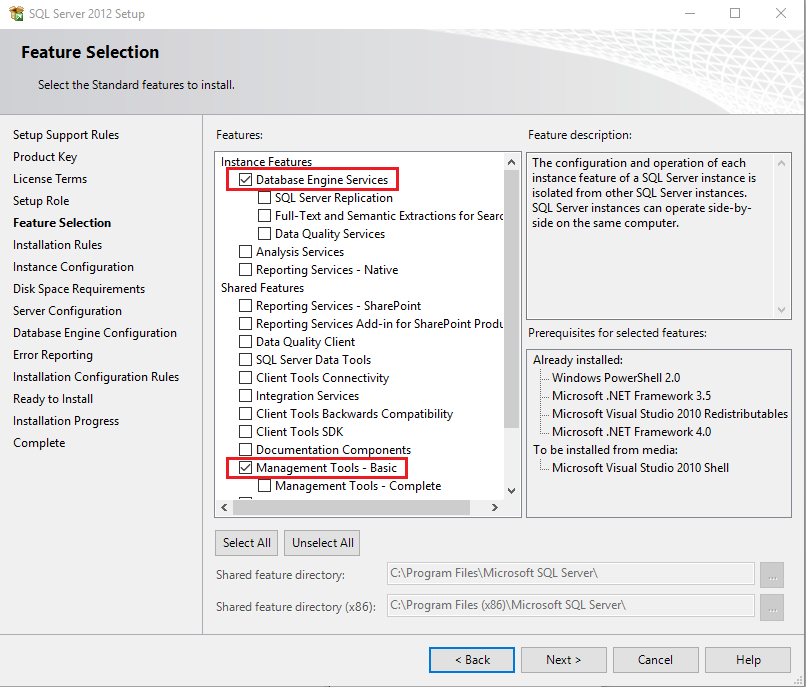 SQL Server 2012 Setup
Feature Selection
Select the Standard features to install.
Setup Support Rules
Product Key
License Terms
Setup Role
Feature Selection
Installation Rules
Instance Configuration
Disk Space Requirements
Server Configuration
Database Engine Configuration
Error Reporting
Installation Configuration Rules
Ready to Install
Installation Progress
Complete
Features:
Instance Features
Database Engine Services
SQL Server Replication
Full-Text and Semantic Extractions for Searc
Data Quality Services
Analysis Services
Reporting Services - Native
Shared Features
Reporting Services - SharePoint
Reporting Services Add-in for SharePoint Produ
Data Quality Client
SQL Server Data Tools
Client Tools Connectivity
Integration Services
Client Tools Backwards Compatibility
Client Tools SDK
Documentation Components
Management Tools - Basic
Management Tools - Complete
Feature description:
The configuration and operation of each
instance feature of a SQL Server instance is
isolated from other SQL Server instances.
SQL Server instances can operate side-by-
side on the same computer.
Prerequisites for selected features:
Already installed:
Windows PowerShell 2.0
Microsoft .NET Framework 3.5
Microsoft Visual Studio 2010 Redistributables
Microsoft .NET Framework 4.0
To be installed from media:
Microsoft Visual Studio 2010 Shell
Select All
Unselect All
Shared feature directory:
C:\Program Files\Microsoft SQL Server\
...
Shared feature directory (x86):
C:\Program Files (x86)\Microsoft SQL Server\
...
< Back
Next >
Cancel
Help